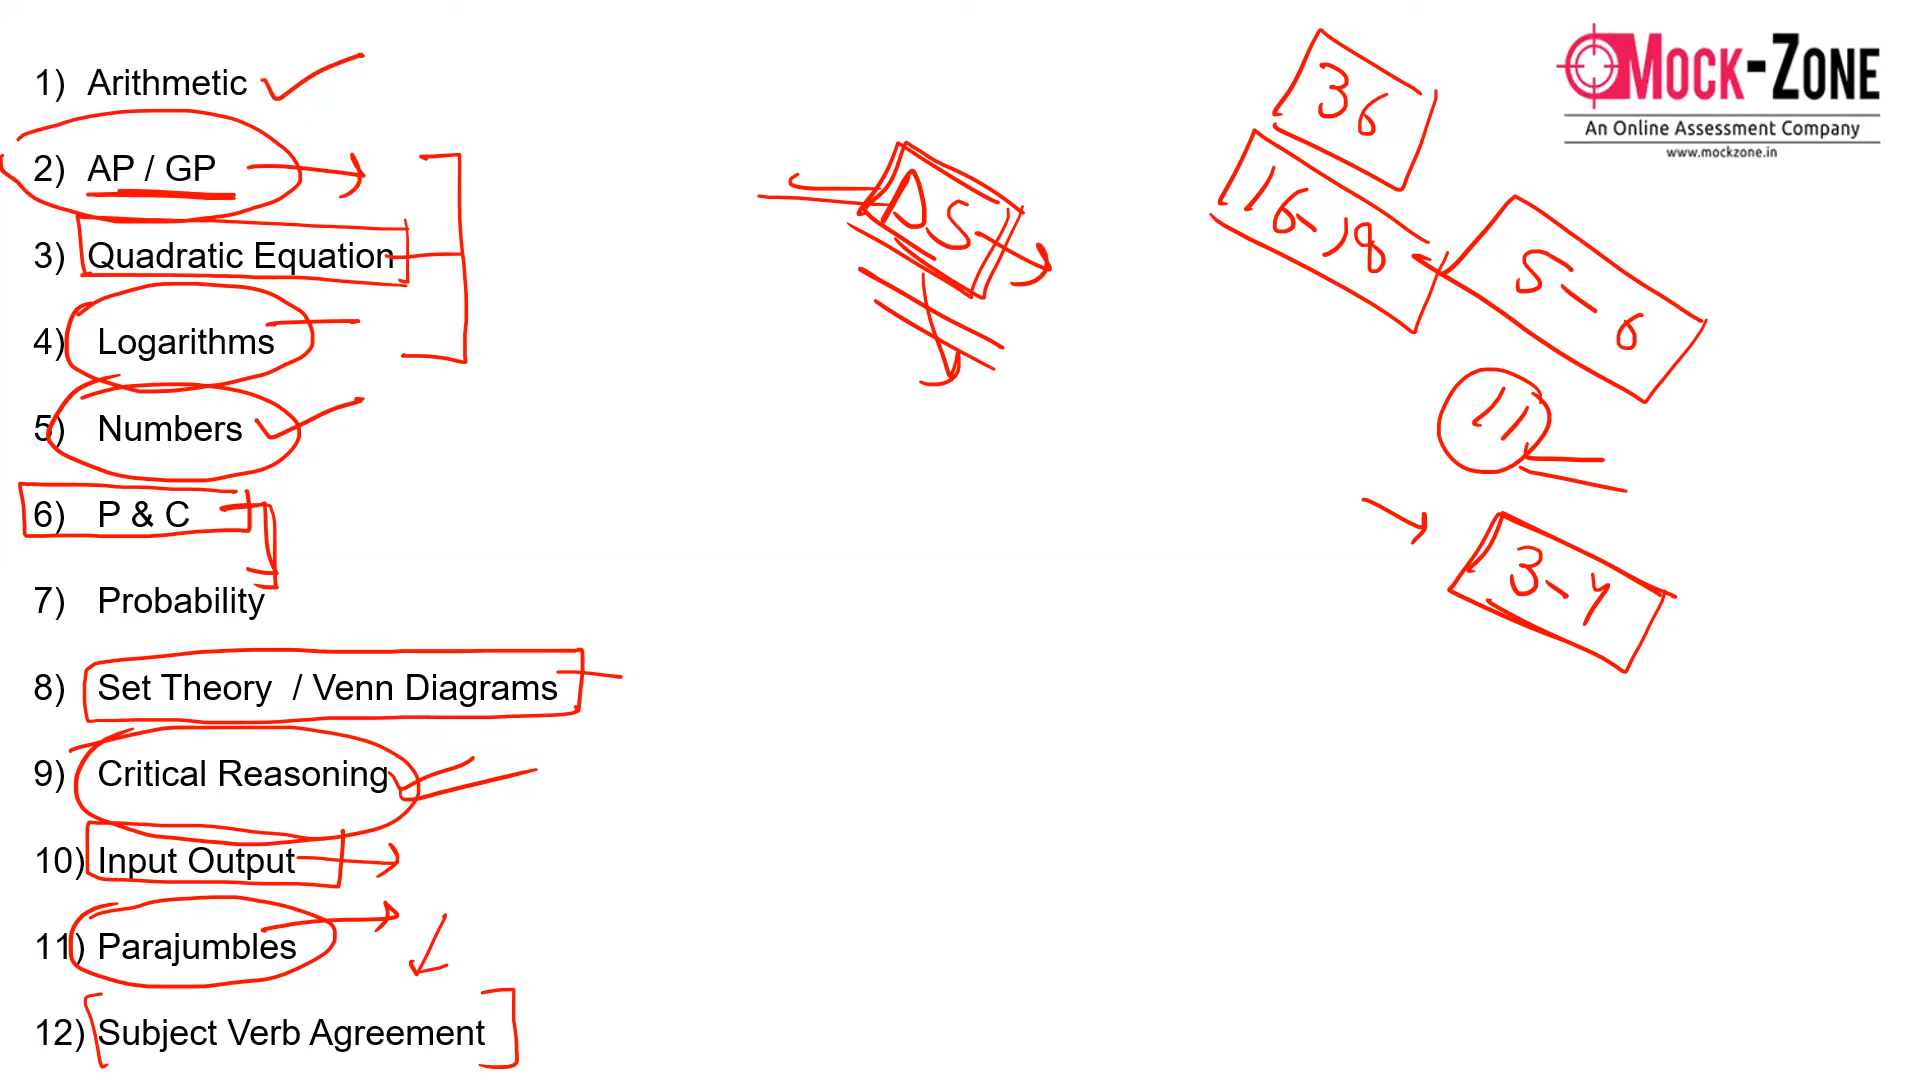 1) Arithmetic
2) AP / GP
3) Quadratic Equation
4) Logarithms
5) Numbers
6) P & C
7) Probability
8) Set Theory / Venn Diagrams
9) Critical Reasoning
10) Input Output
11) Parajumbles
12) Subject Verb Agreement
DS
36
16-18
5-6
11
3-4
MOCK-ZONE
An Online Assessment Company
www.mockzone.in